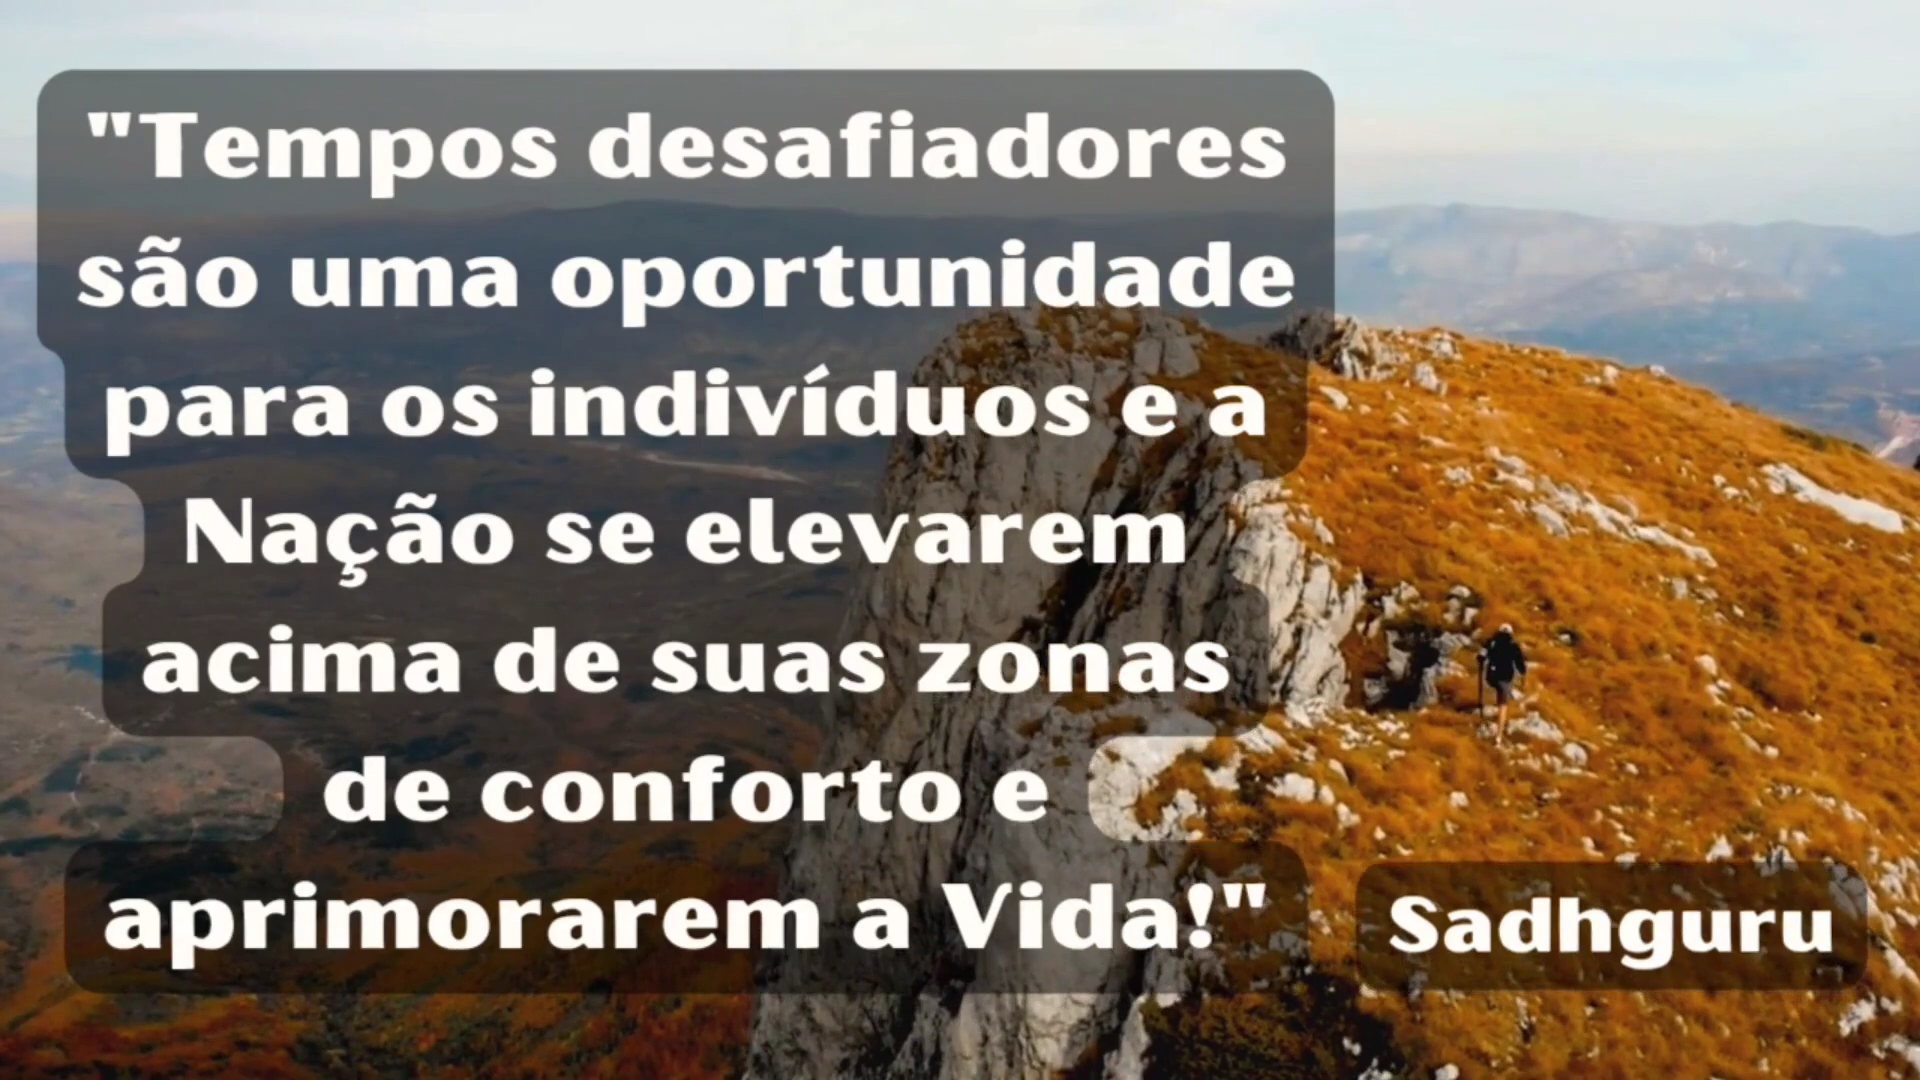 "Tempos desafiadores
são uma oportunidade
para os indivíduos e a
Nação se elevarem
acima de suas zonas
de conforto e
aprimorarem a Vida!"
Sadhguru